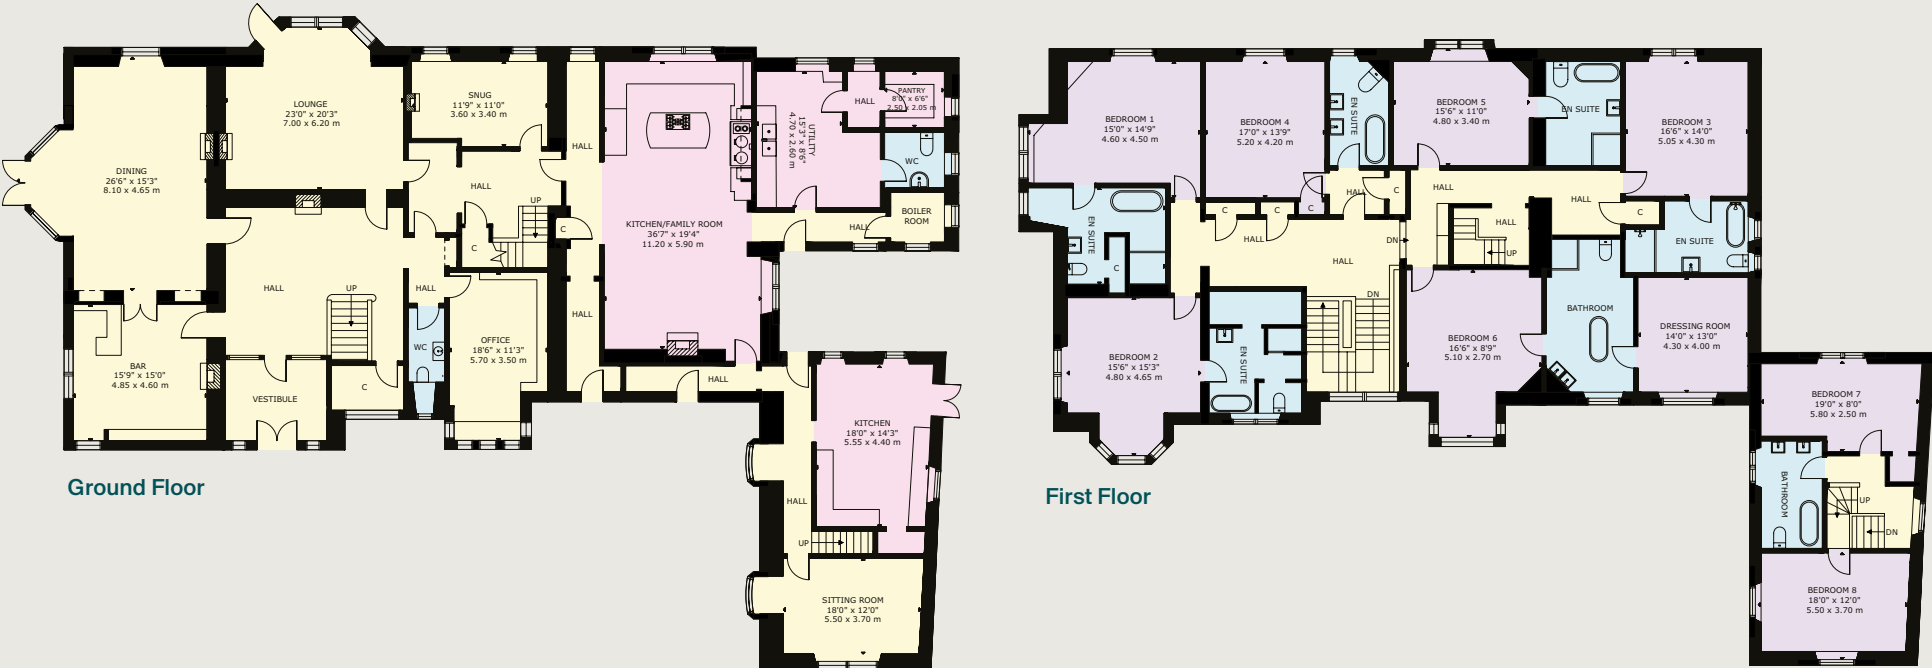 LOUNGE
23'0" x 20'3"
7.00 x 6.20 m
SNUG
11'9" x 11'0"
3.60 x 3.40 m
HALL
DINING
26'6" x 15'3"
8.10 x 4.65 m
HALL
UP
C
C
HALL
UP
HALL
BAR
15'9" x 15'0"
4.85 x 4.60 m
VESTIBULE
C
WC
OFFICE
18'6" x 11'3"
5.70 x 3.50 m
HALL
KITCHEN/FAMILY ROOM
36'7" x 19'4"
11.20 x 5.90 m
UTILITY
15'3" x 8'6"
4.70 x 2.60 m
HALL
PANTRY
8'0" x 6'6"
2.50 x 2.05 m
WC
BOILER
ROOM
HALL
HALL
KITCHEN
18'0" x 14'3"
5.55 x 4.40 m
HALL
UP
SITTING ROOM
18'0" x 12'0"
5.50 x 3.70 m
Ground Floor
BEDROOM 1
15'0" x 14'9"
4.60 x 4.50 m
BEDROOM 4
17'0" x 13'9"
5.20 x 4.20 m
EN SUITE
BEDROOM 5
15'6" x 11'0"
4.80 x 3.40 m
EN SUITE
BEDROOM 3
16'6" x 14'0"
5.05 x 4.30 m
HALL
C
C
C
C
HALL
HALL
C
EN SUITE
C
HALL
HALL
DN
HALL
UP
EN SUITE
DN
BATHROOM
DRESSING ROOM
14'0" x 13'0"
4.30 x 4.00 m
BEDROOM 6
16'6" x 8'9"
5.10 x 2.70 m
BEDROOM 2
15'6" x 15'3"
4.80 x 4.65 m
EN SUITE
BEDROOM 7
19'0" x 8'0"
5.80 x 2.50 m
BATHROOM
UP
DN
BEDROOM 8
18'0" x 12'0"
5.50 x 3.70 m
First Floor